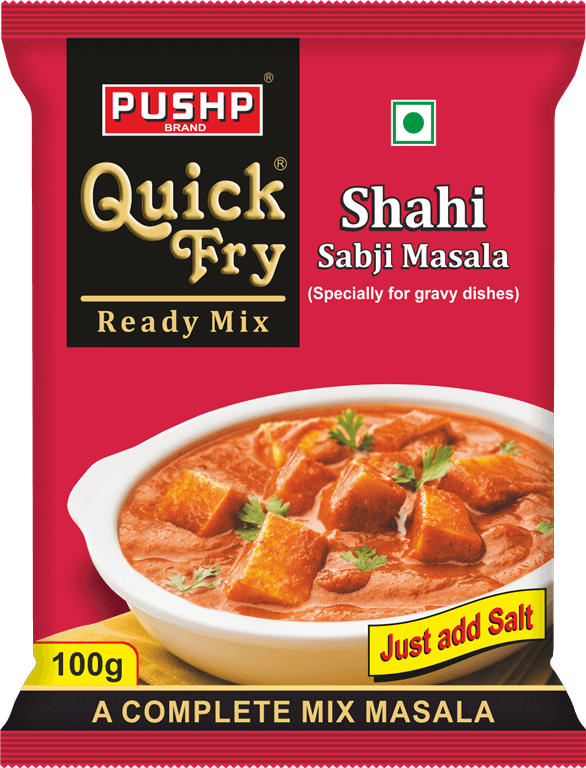 PUSHP ®
BRAND
Quick ®
Fry
Ready Mix
Shahi
Sabji Masala
(Specially for gravy dishes)
Just add Salt
100g
A COMPLETE MIX MASALA